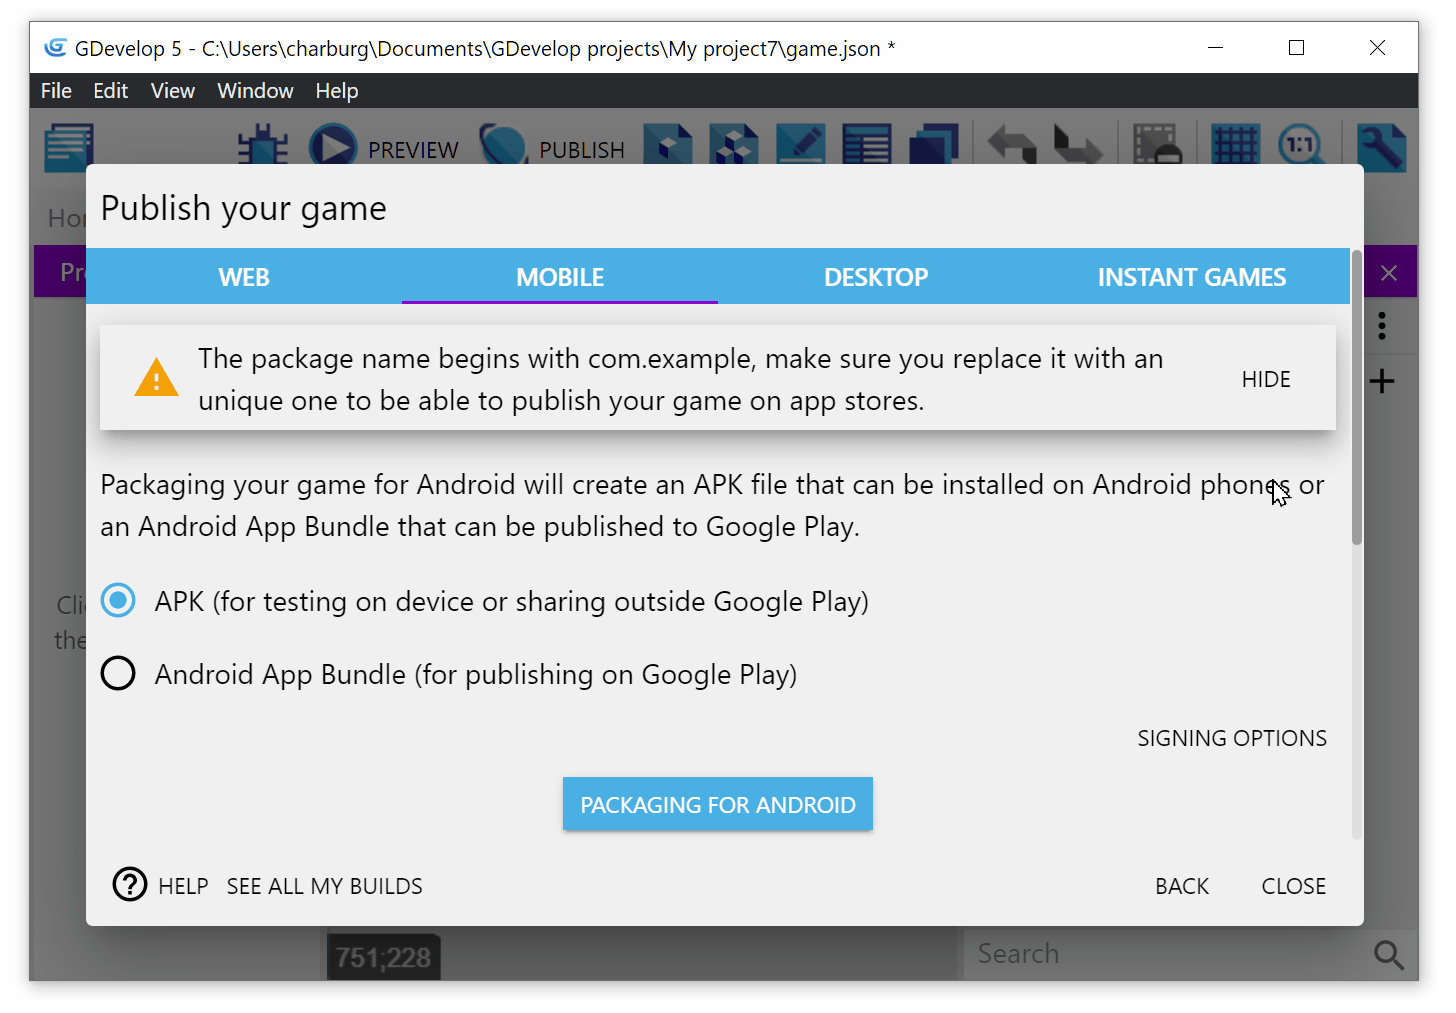 GDevelop 5 - C:\Users\charburg\Documents\GDevelop projects\My project7\game.json *
File Edit View Window Help
PREVIEW PUBLISH 1:1
Publish your game
WEB MOBILE DESKTOP INSTANT GAMES
The package name begins with com.example, make sure you replace it with an
unique one to be able to publish your game on app stores.
HIDE
Packaging your game for Android will create an APK file that can be installed on Android phones or
an Android App Bundle that can be published to Google Play.
APK (for testing on device or sharing outside Google Play)
Android App Bundle (for publishing on Google Play)
SIGNING OPTIONS
PACKAGING FOR ANDROID
HELP SEE ALL MY BUILDS BACK CLOSE
751;228
Search